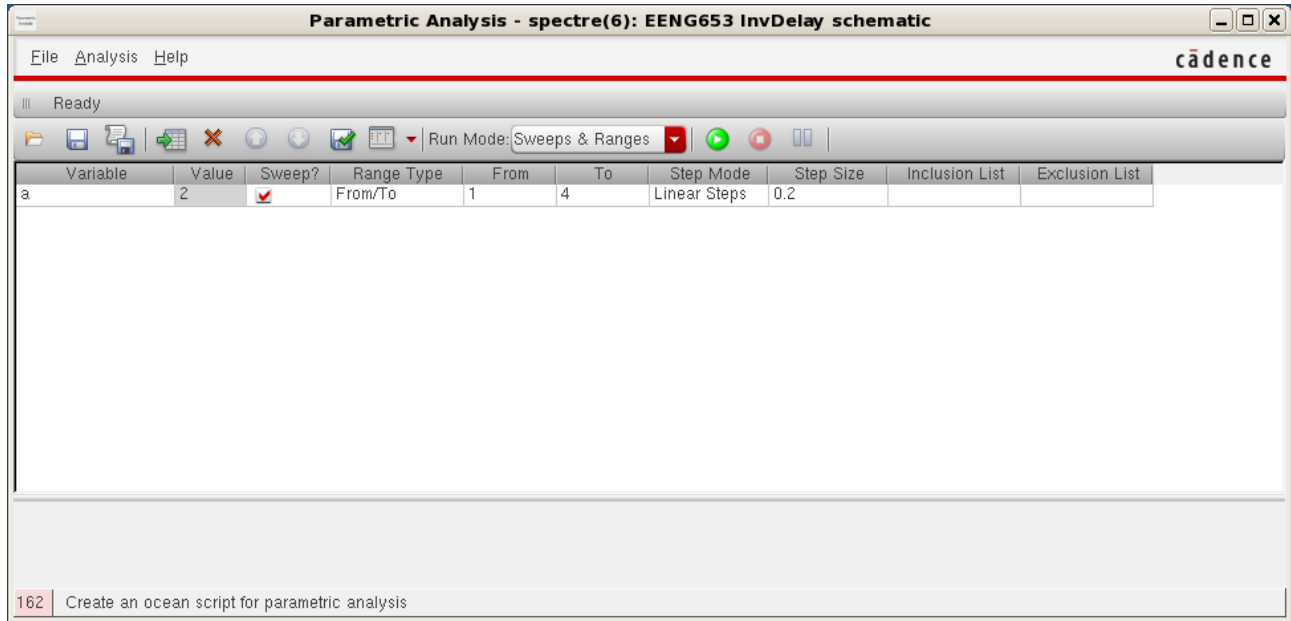 Parametric Analysis - spectre(6): EENG653 InvDelay schematic
File Analysis Help
cādence
Ready
Run Mode: Sweeps & Ranges
Variable Value Sweep? Range Type From To Step Mode Step Size Inclusion List Exclusion List
a 2 From/To 1 4 Linear Steps 0.2
162 Create an ocean script for parametric analysis